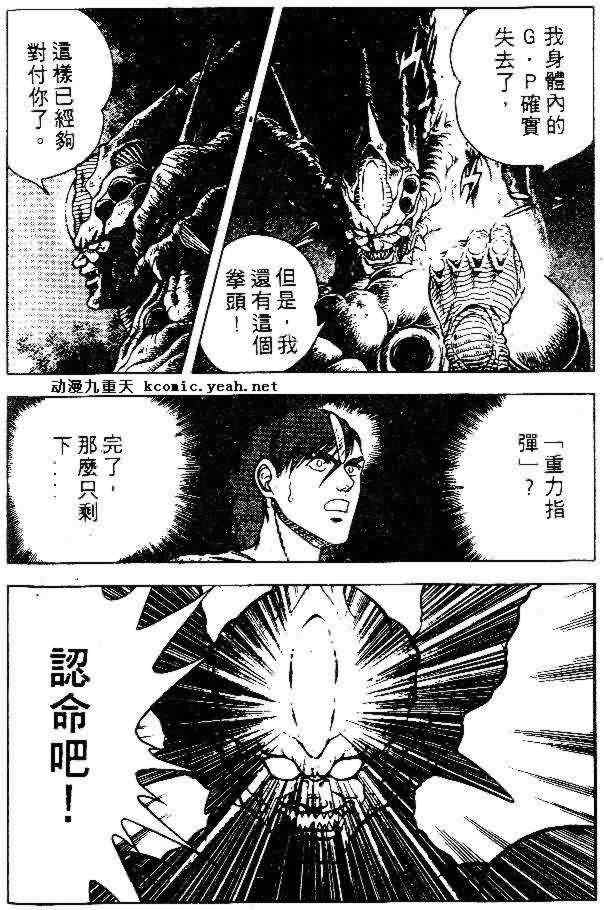 我身體內的
G．P確實
失去了，
但是，我
還有這個
拳頭！
這樣已經夠
對付你了。
动漫九重天 kcomic.yeah.net
「重力指
彈」？
完了，
那麼只剩
下‥‥
認命吧！